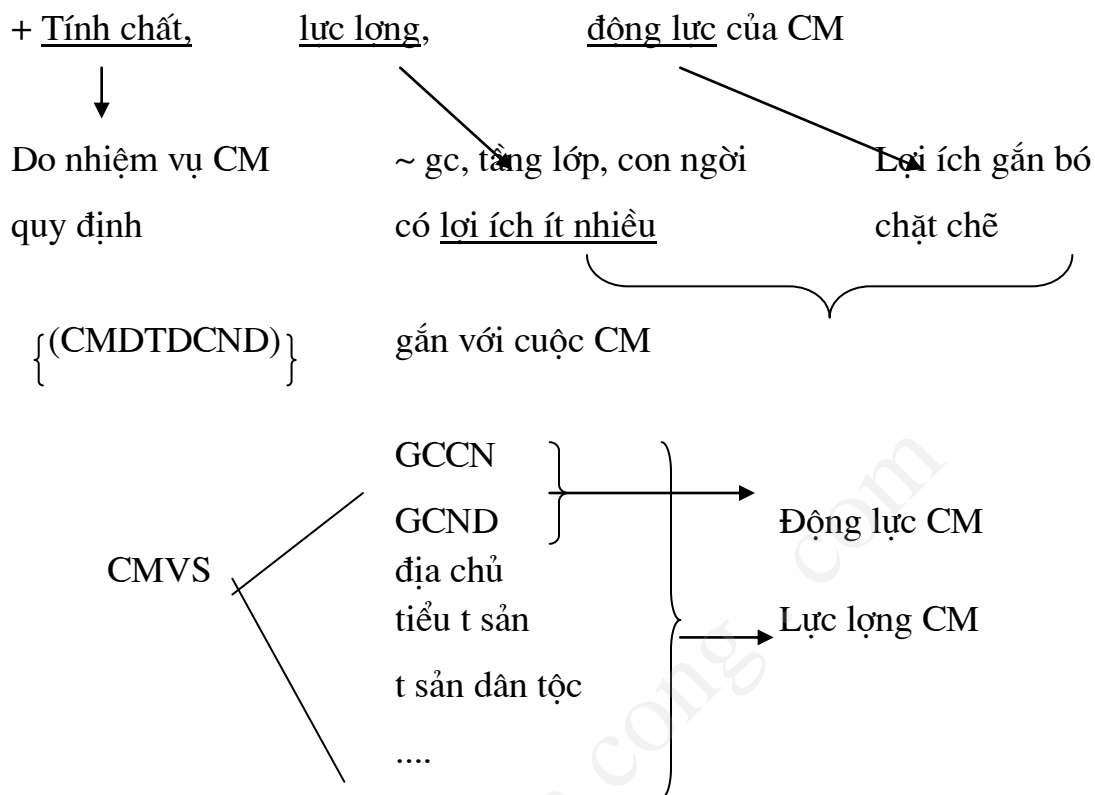 + Tính chất, lực lợng, động lực của CM
Do nhiệm vụ CM ~ gc, tầng lớp, con ngời Lợi ích gắn bó
quy định có lợi ích ít nhiều chặt chẽ
{(CMDTDCND)} gắn với cuộc CM
GCCN
GCND Động lực CM
CMVS địa chủ
tiểu t sản Lực lợng CM
t sản dân tộc
....
cong . com